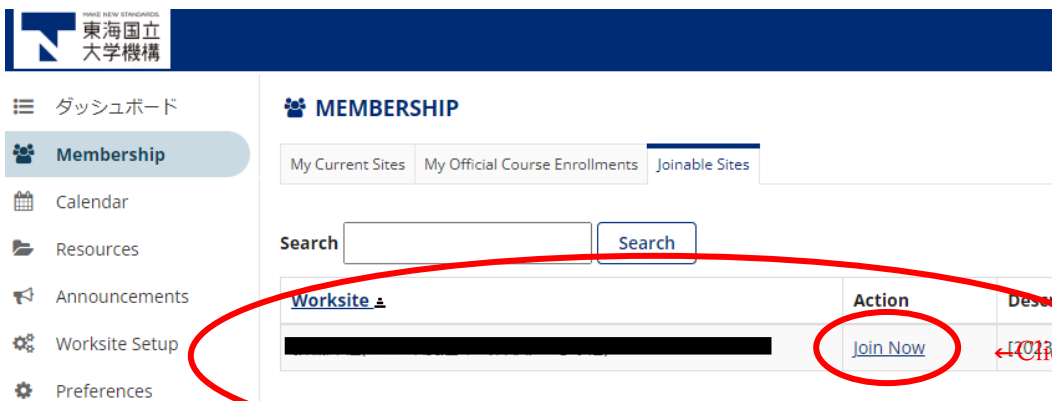 MAKE NEW STANDARDS.
東海国立
大学機構
ダッシュボード
Membership
Calendar
Resources
Announcements
Worksite Setup
Preferences
MEMBERSHIP
My Current Sites My Official Course Enrollments Joinable Sites
Search Search
Worksite Action
Join Now